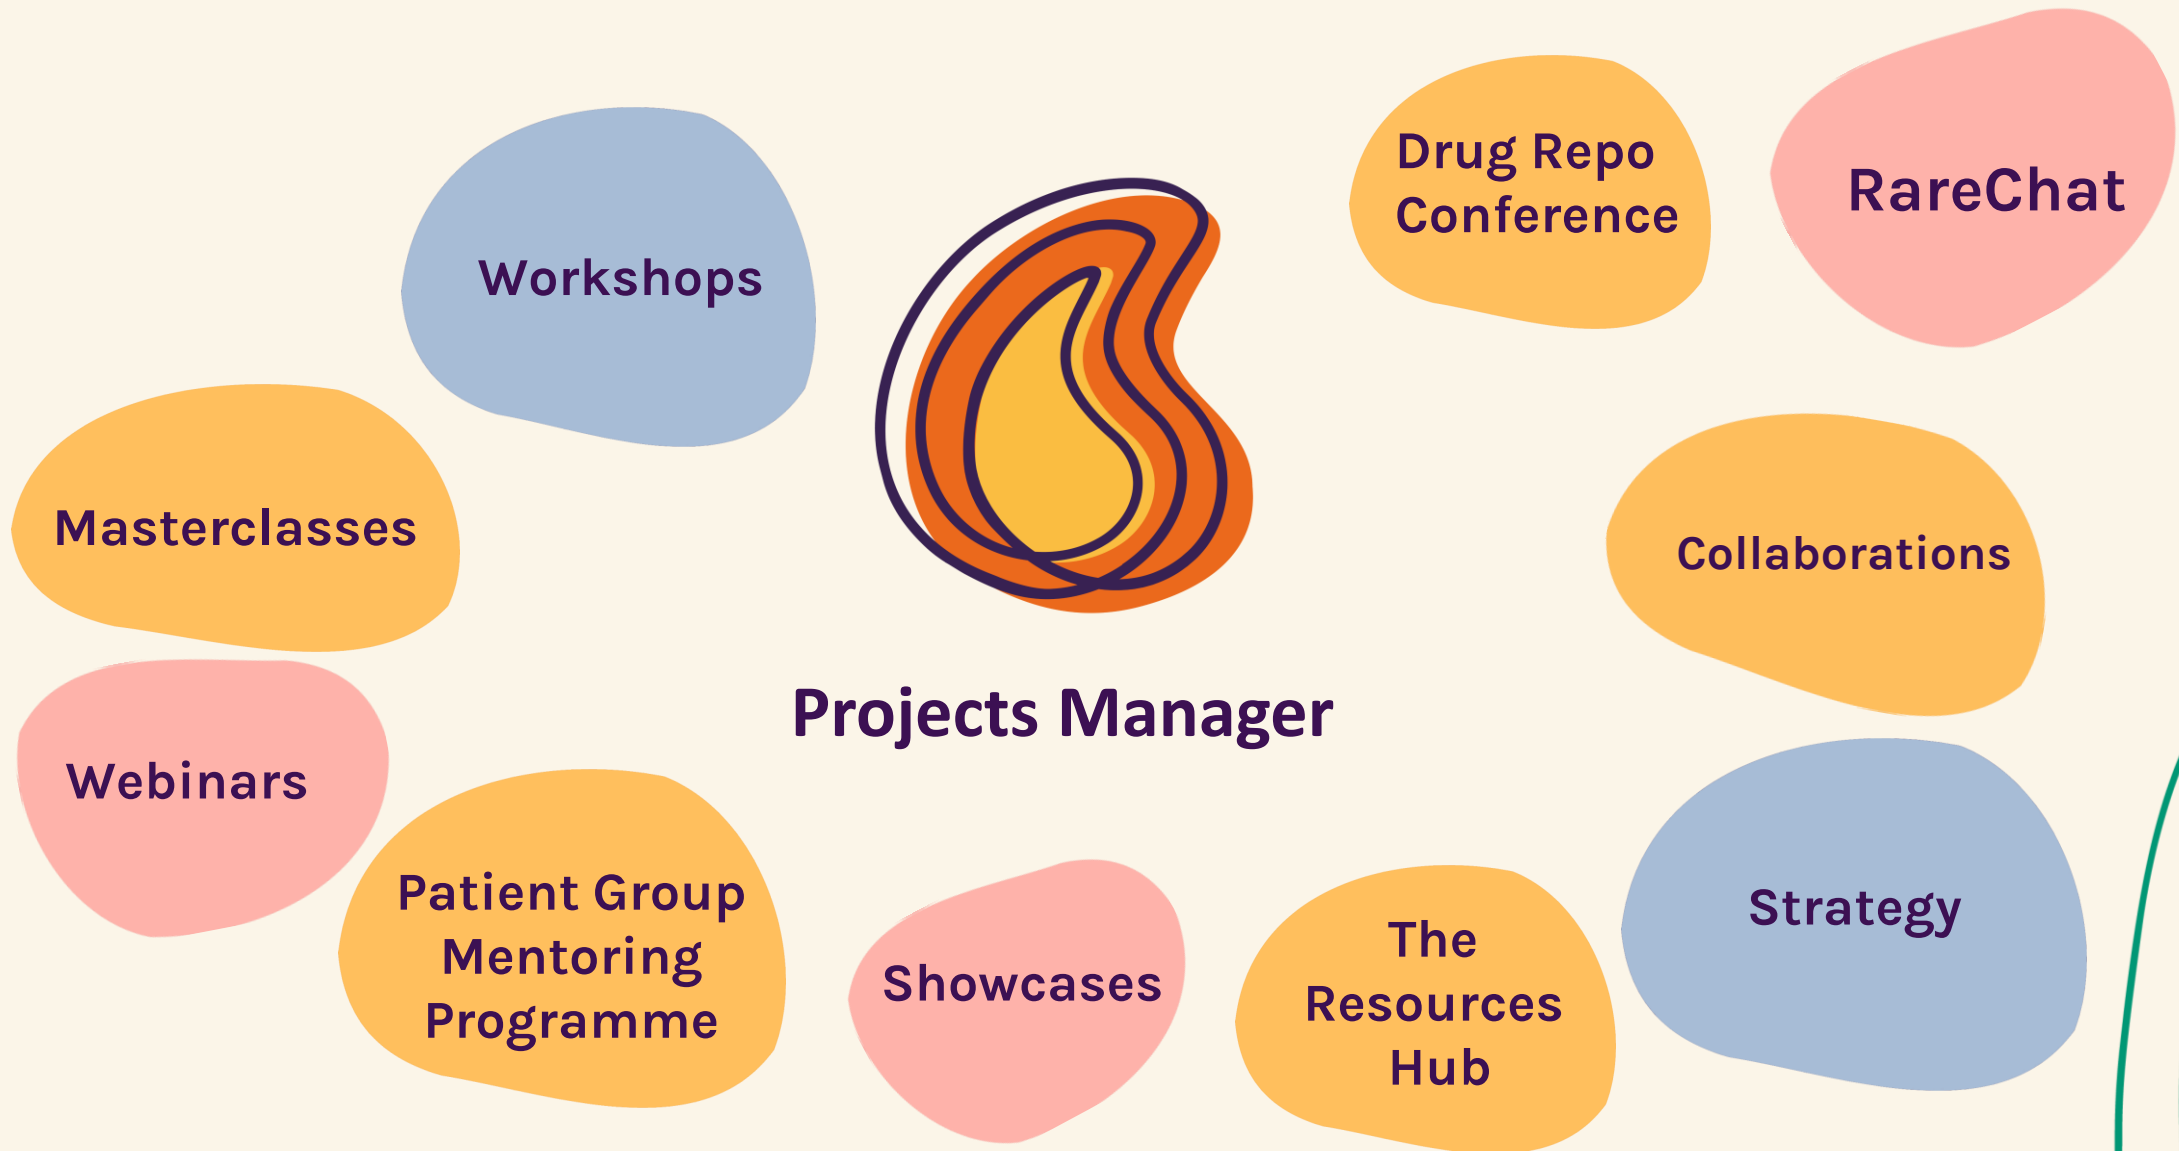 Drug Repo
Conference
RareChat
Workshops
Masterclasses
Collaborations
Projects Manager
Webinars
Patient Group
Mentoring
Programme
Showcases
The
Resources
Hub
Strategy